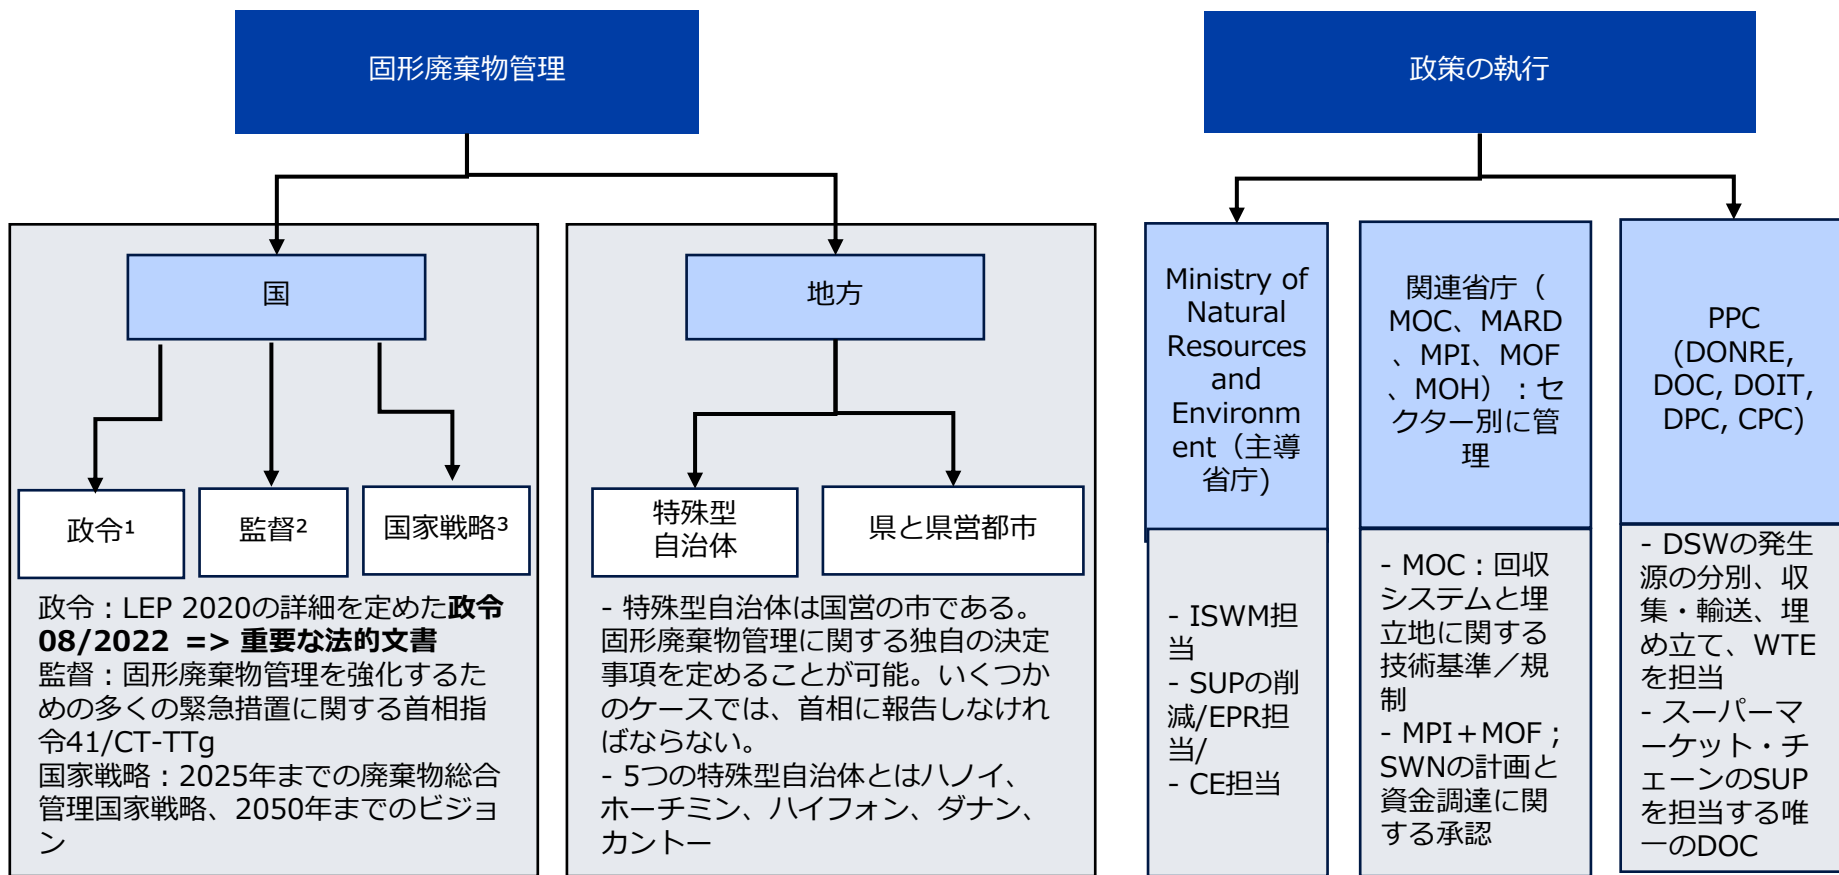 固形廃棄物管理
国
政令¹
監督²
国家戦略³
政令：LEP 2020の詳細を定めた政令
08/2022 => 重要な法的文書
監督：固形廃棄物管理を強化するた
めの多くの緊急措置に関する首相指
令41/CT-TTg
国家戦略：2025年までの廃棄物総合
管理国家戦略、2050年までのビジョ
ン
地方
特殊型
自治体
県と県営都市
- 特殊型自治体は国営の市である。
固形廃棄物管理に関する独自の決定
事項を定めることが可能。いくつか
のケースでは、首相に報告しなけれ
ばならない。
- 5つの特殊型自治体とはハノイ、
ホーチミン、ハイフォン、ダナン、
カントー
政策の執行
Ministry of
Natural
Resources
and
Environm
ent（主導
省庁)
- ISWM担
当
- SUPの削
減/EPR担
当/
- CE担当
関連省庁（
MOC、MARD
、MPI、MOF
、MOH）：セ
クター別に管
理
- MOC：回収
システムと埋
立地に関する
技術基準／規
制
- MPI＋MOF；
SWNの計画と
資金調達に関
する承認
PPC
(DONRE,
DOC, DOIT,
DPC, CPC)
- DSWの発生
源の分別、収
集・輸送、埋
め立て、WTE
を担当
- スーパーマ
ーケット・チ
ェーンのSUP
を担当する唯
一のDOC